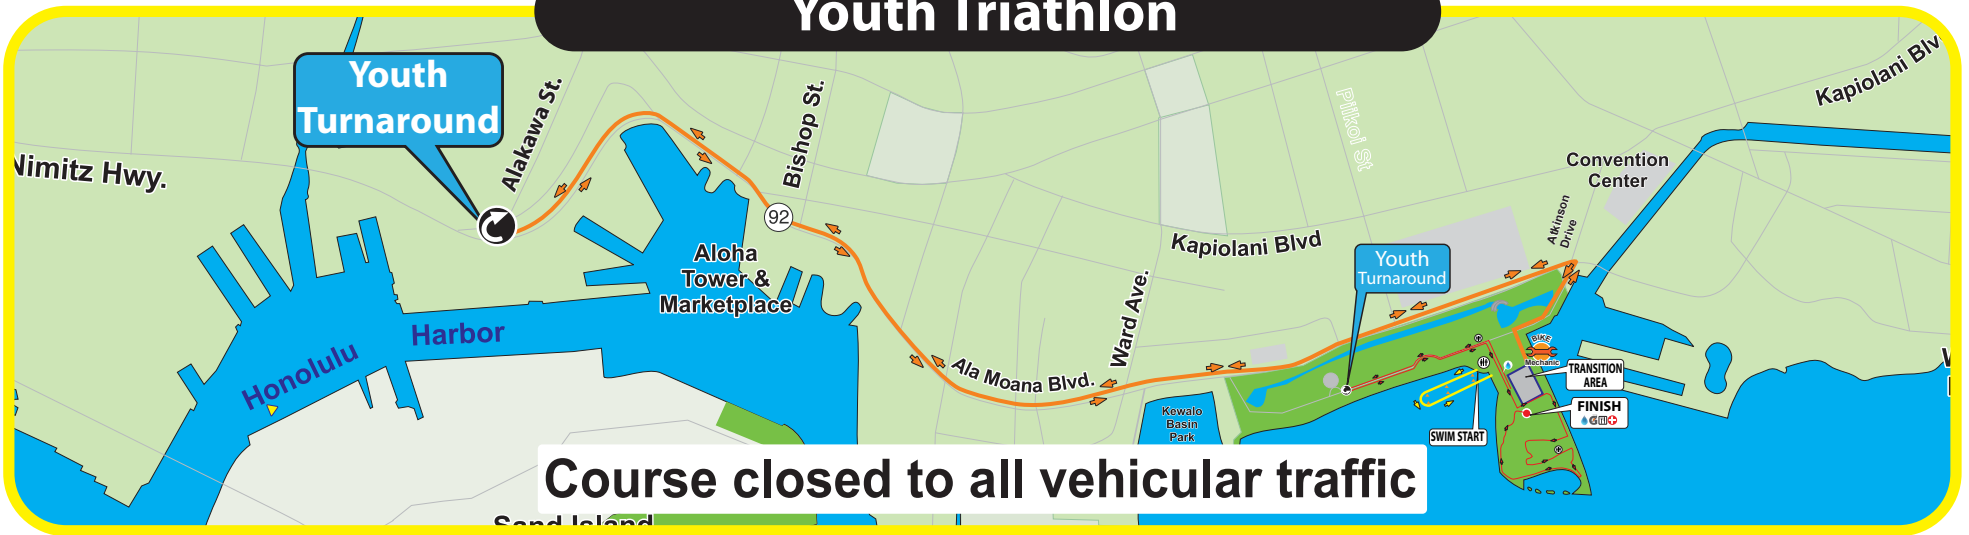 Youth Triathlon
Youth
Turnaround
Alakawa St.
Bishop St.
Piikoi St
Kapiolani Blv
Nimitz Hwy.
Convention
Center
Atkinson
Drive
92
Kapiolani Blvd
Aloha
Tower &
Marketplace
Youth
Turnaround
Ward Ave.
Honolulu
Harbor
Ala Moana Blvd.
BIKE
Mechanic
TRANSITION
AREA
FINISH
Kewalo
Basin
Park
SWIM START
Course closed to all vehicular traffic
Sand Island